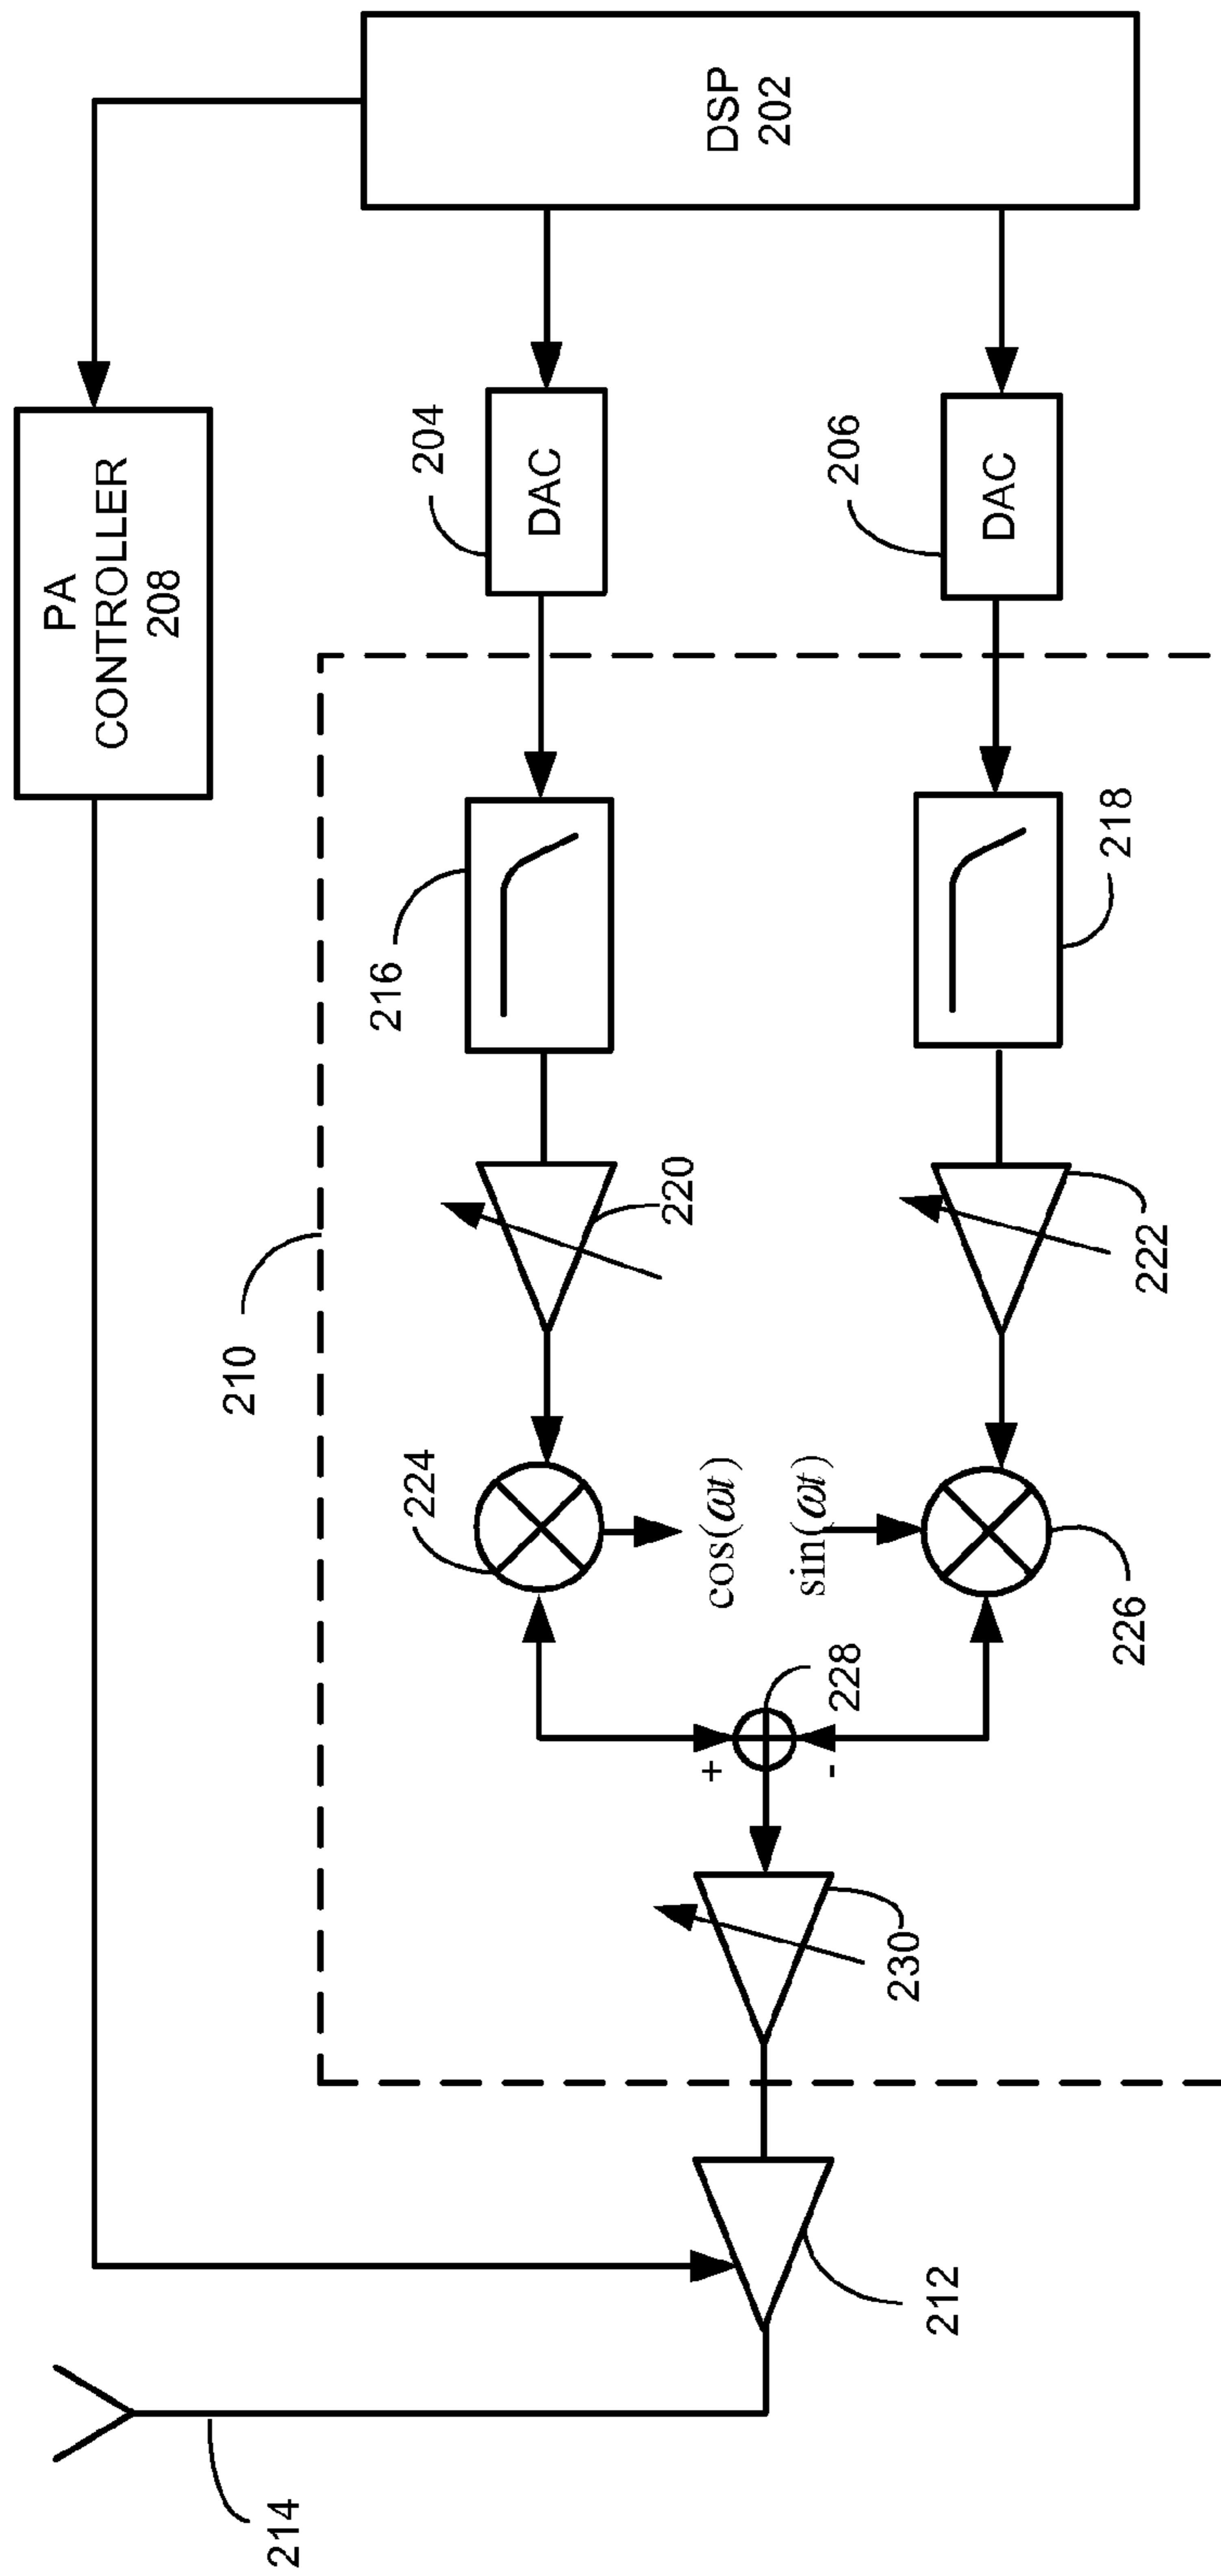 DSP
202
PA
CONTROLLER
208
204
DAC
206
DAC
216
218
210
220
222
224
cos(ωt)
sin(ωt)
226
+
-
228
230
212
214